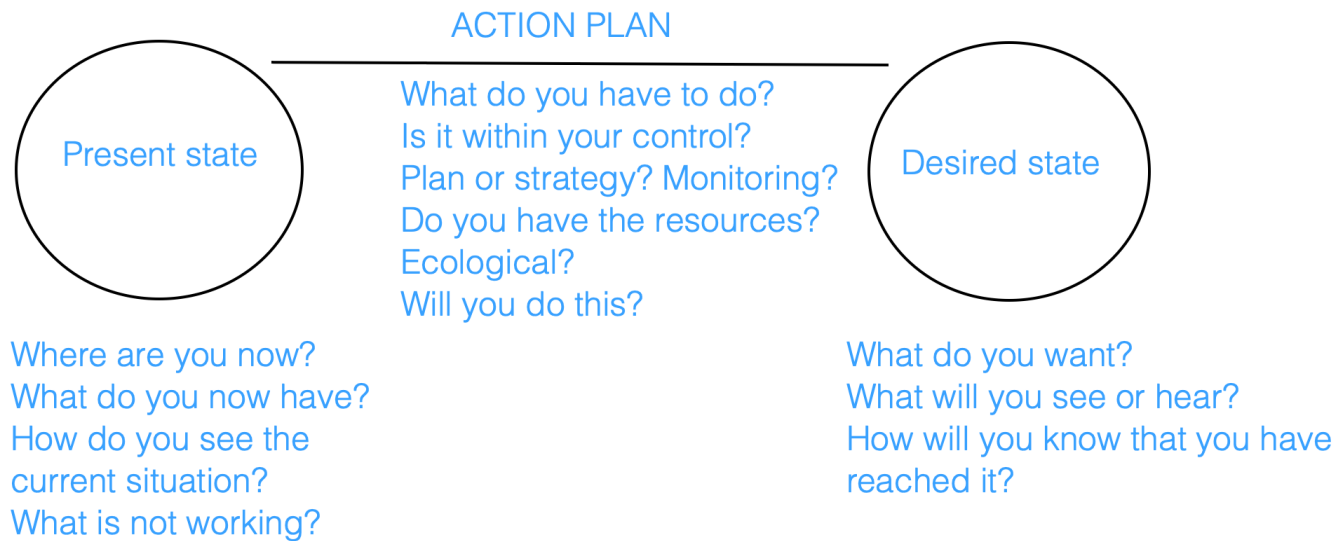 ACTION PLAN
Present state
What do you have to do?
Is it within your control?
Plan or strategy? Monitoring?
Do you have the resources?
Ecological?
Will you do this?
Desired state
Where are you now?
What do you now have?
How do you see the
current situation?
What is not working?
What do you want?
What will you see or hear?
How will you know that you have
reached it?